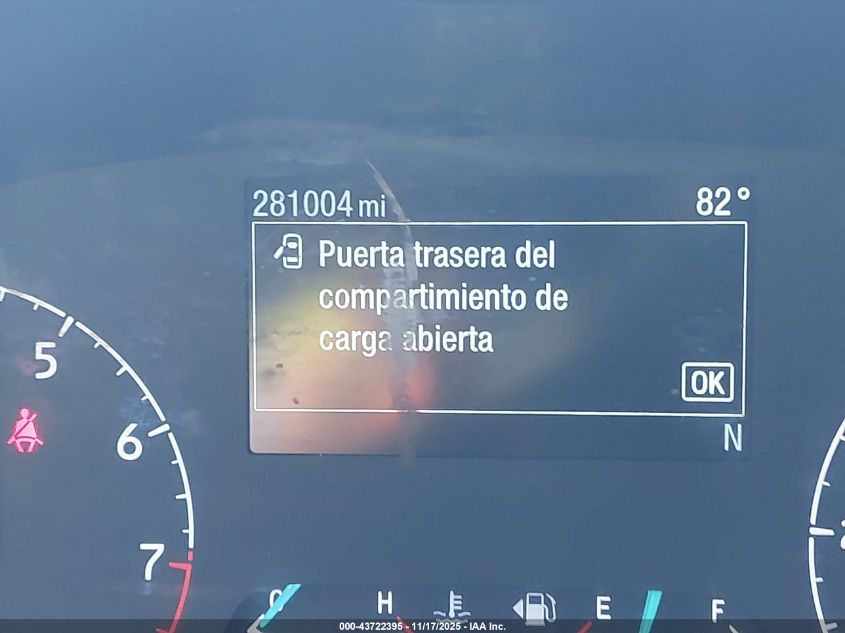 281004 mi 82°
Puerta trasera del
compartimiento de
carga abierta
OK
N
5
6
7
H E F
000-43722395 - 11/17/2025 - IAA Inc.